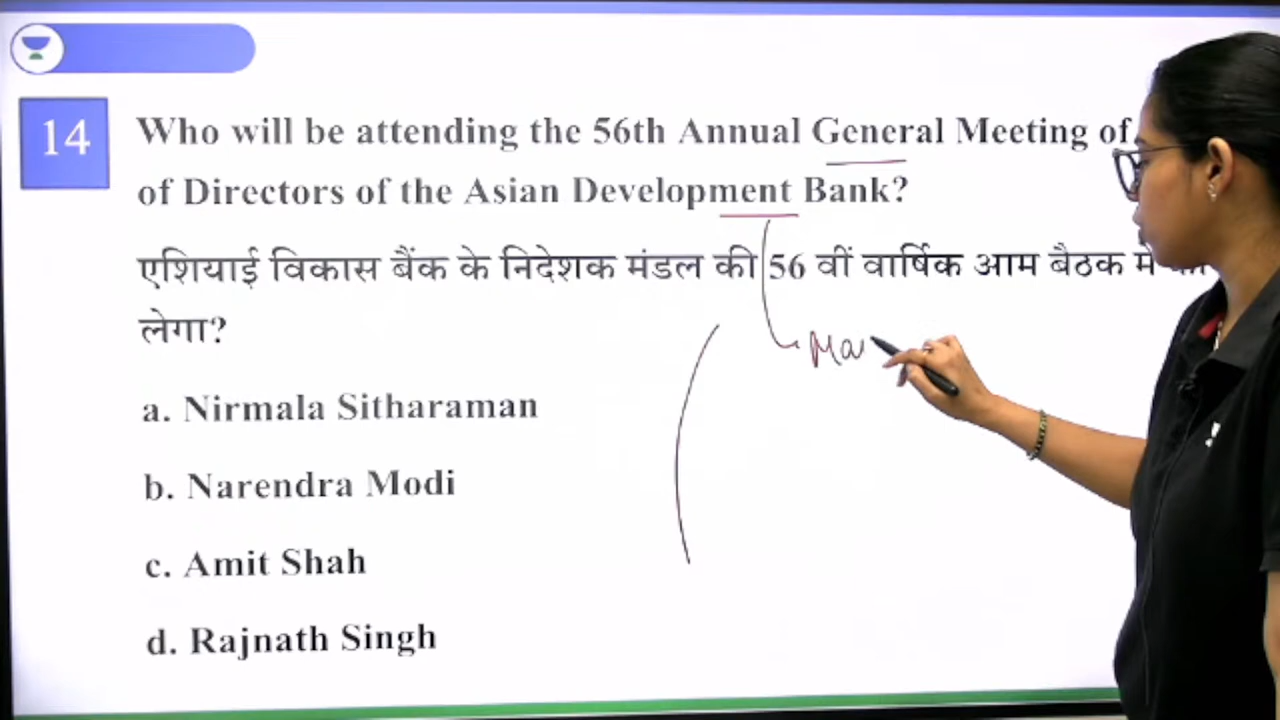 14
Who will be attending the 56th Annual General Meeting of
of Directors of the Asian Development Bank?
एशियाई विकास बैंक के निदेशक मंडल की 56 वीं वार्षिक आम बैठक में
लेगा?
Mar
a. Nirmala Sitharaman
b. Narendra Modi
c. Amit Shah
d. Rajnath Singh